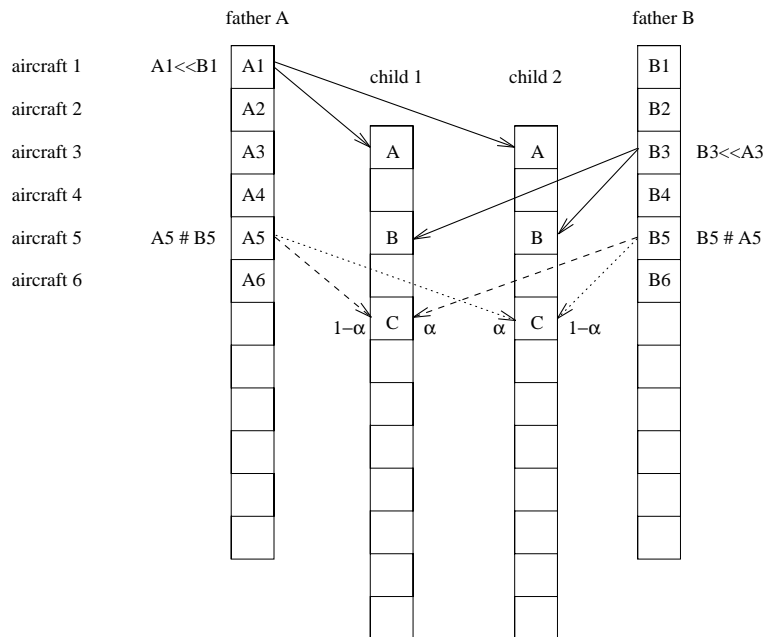 father A father B
aircraft 1 A1<<B1 A1 child 1 child 2 B1
aircraft 2 A2 B2
aircraft 3 A3 A A B3 B3<<A3
aircraft 4 A4 B4
aircraft 5 A5 # B5 A5 B B B5 B5 # A5
aircraft 6 A6 B6
1−α C α α C 1−α